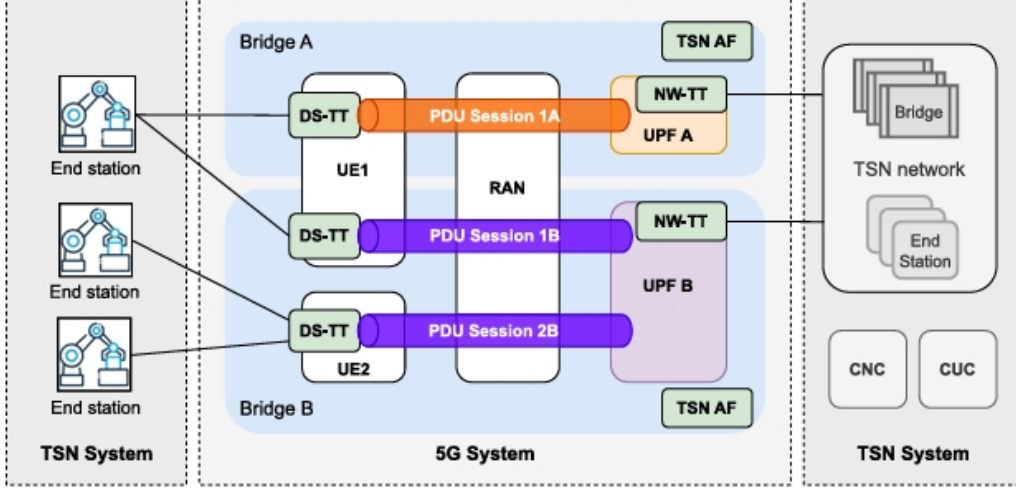 Bridge A
TSN AF
End station
DS-TT
PDU Session 1A
NW-TT
UPF A
UE1
RAN
Bridge
TSN network
End
Station
End station
DS-TT
PDU Session 1B
NW-TT
UPF B
End station
DS-TT
PDU Session 2B
UE2
Bridge B
TSN AF
CNC
CUC
TSN System
5G System
TSN System